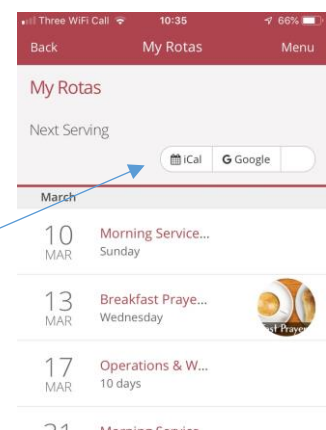 Three WiFi Call 10:35 66%
Back My Rotas Menu
My Rotas
Next Serving
iCal Google
March
10 Morning Service...
MAR Sunday
13 Breakfast Praye...
MAR Wednesday
st Prayer
17 Operations & W...
MAR 10 days